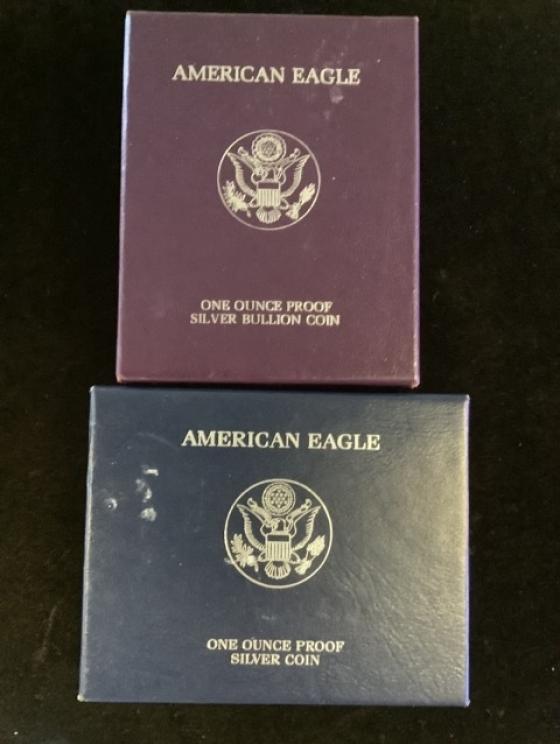 AMERICAN EAGLE
ONE OUNCE PROOF
SILVER BULLION COIN
AMERICAN EAGLE
ONE OUNCE PROOF
SILVER COIN